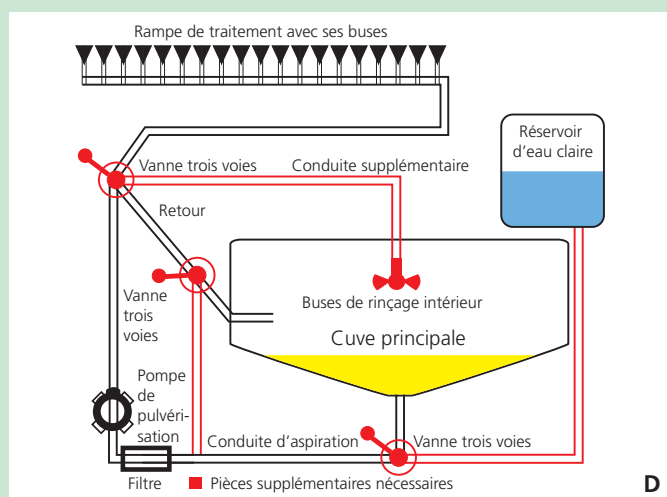 Rampe de traitement avec ses buses
Réservoir
d'eau claire
Vanne trois voies
Conduite supplémentaire
Retour
Vanne
trois
voies
Buses de rinçage intérieur
Cuve principale
Pompe
de
pulvéri-
sation
Conduite d'aspiration
Vanne trois voies
Filtre
Pièces supplémentaires nécessaires
D